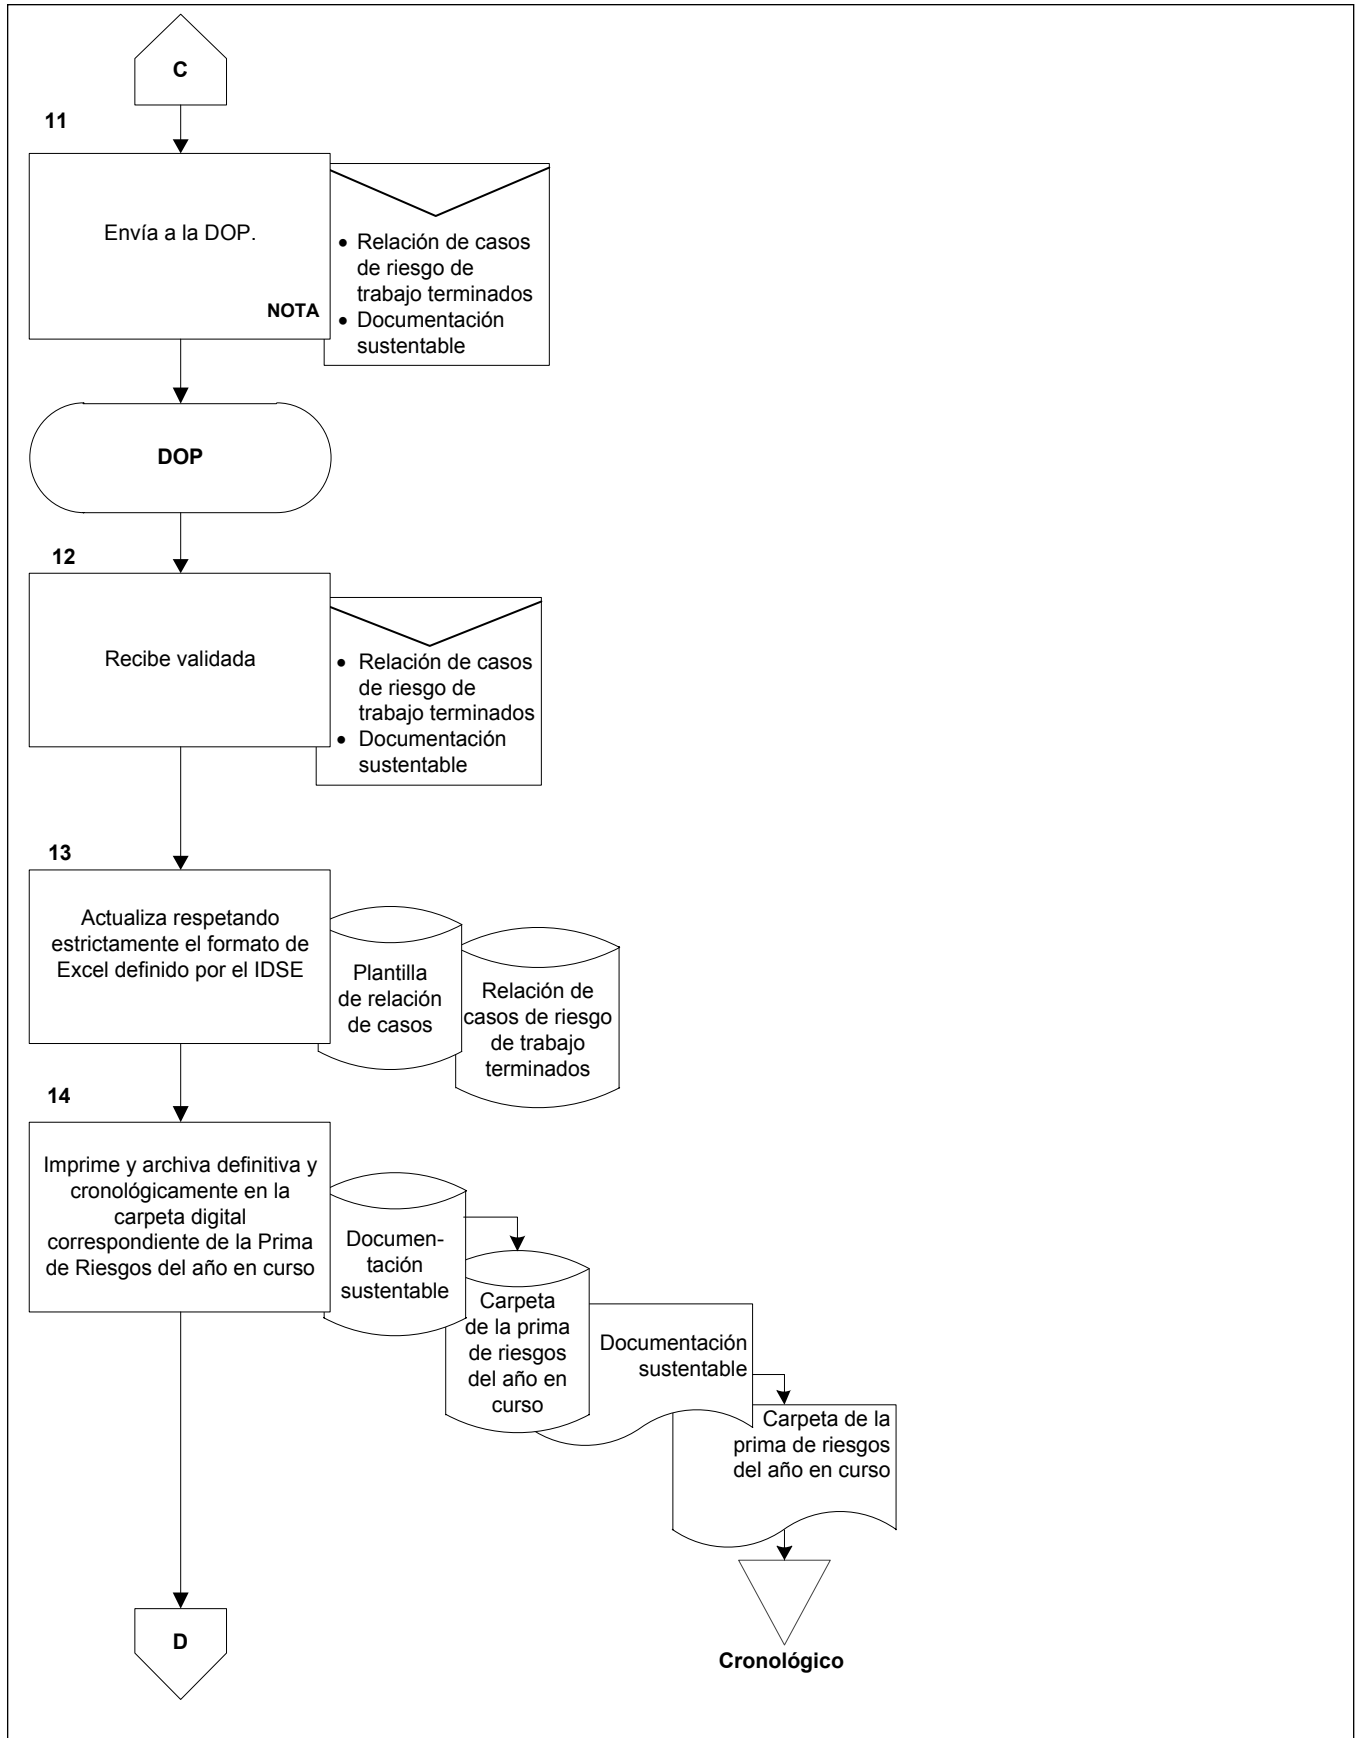 C
11
Envía a la DOP.
NOTA
• Relación de casos
de riesgo de
trabajo terminados
• Documentación
sustentable
DOP
12
Recibe validada
• Relación de casos
de riesgo de
trabajo terminados
• Documentación
sustentable
13
Actualiza respetando
estrictamente el formato de
Excel definido por el IDSE
Plantilla
de relación
de casos
Relación de
casos de riesgo
de trabajo
terminados
14
Imprime y archiva definitiva y
cronológicamente en la
carpeta digital
correspondiente de la Prima
de Riesgos del año en curso
Documen-
tación
sustentable
Carpeta
de la prima
de riesgos
del año en
curso
Documentación
sustentable
Carpeta de la
prima de riesgos
del año en curso
Cronológico
D